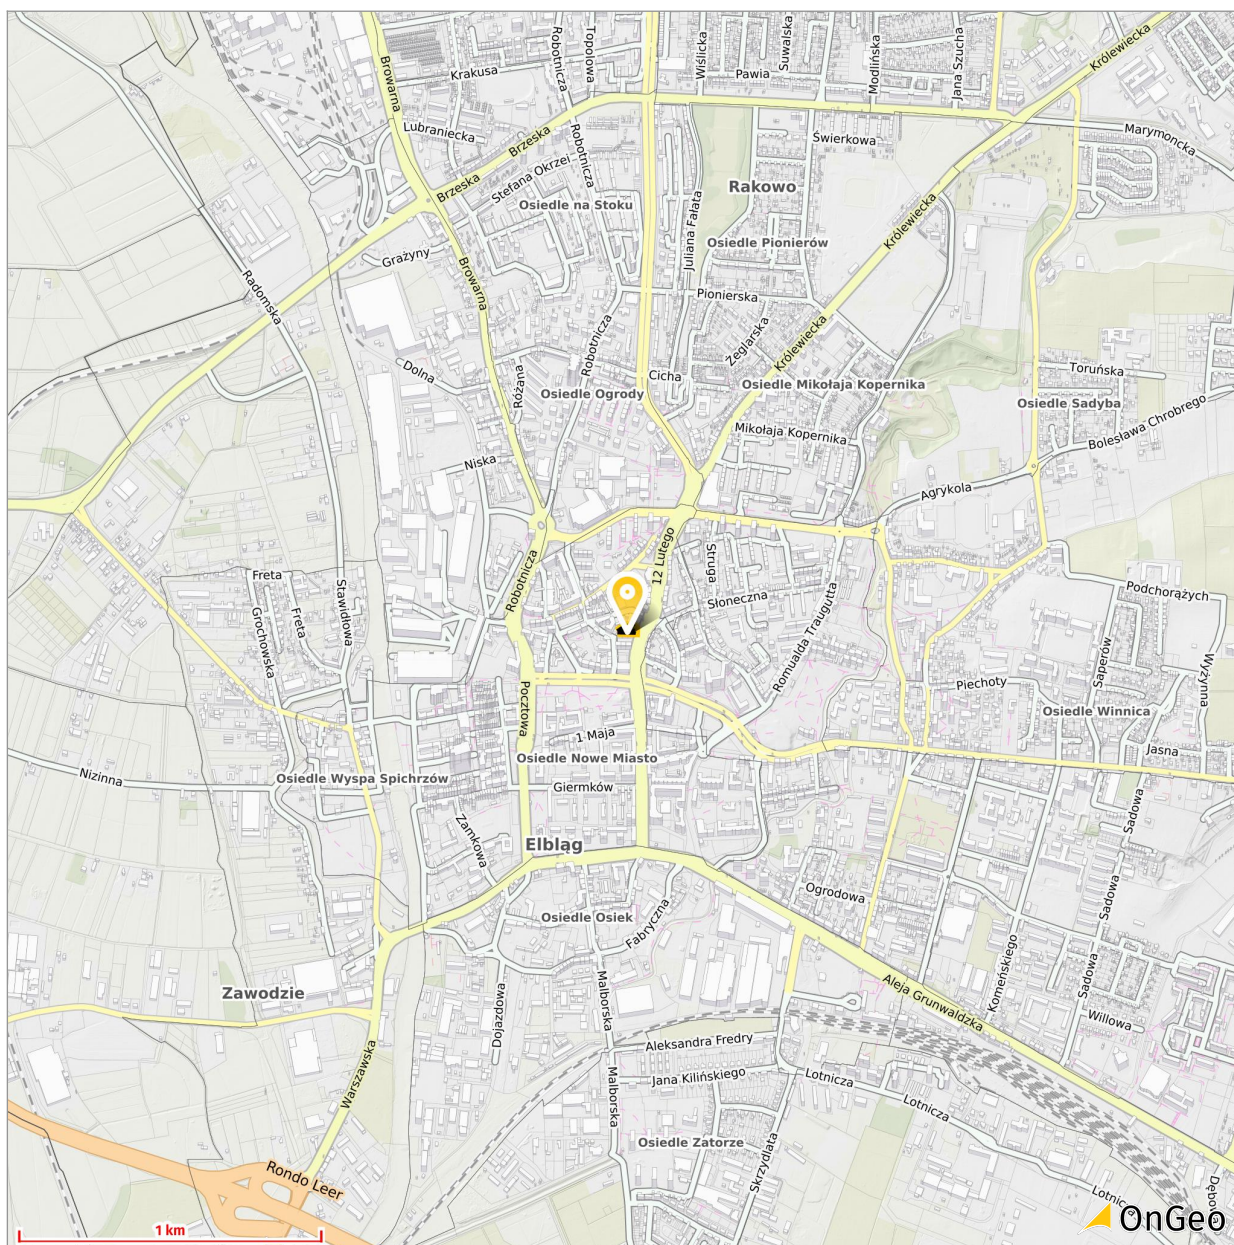 Królewiecka
Wiślicka
Suwalska
Modlińska
Jana Szucha
Topolowa
Robotnicza
Browarna
Krakusa
Pawia
Lubraniecka
Brzeska
Robotnicza
Świerkowa
Marymoncka
Stefana Okrzei
Brzeska
Rakowo
Osiedle na Stoku
Juliana Fałata
Królewiecka
Osiedle Pionierów
Grażyny
Browarna
Radomska
Pionierska
Robotnicza
Żeglarska
Królewiecka
Dolna
Różana
Cicha
Toruńska
Osiedle Ogrody
Osiedle Mikołaja Kopernika
Osiedle Sadyba
Bolesława Chrobrego
Mikołaja Kopernika
Niska
Agrykola
12 Lutego
Struga
Robotnicza
Freta
Stawidłowa
Słoneczna
Podchorążych
Grochowska
Freta
Romualda Traugutta
Saperów
Wyżynna
Piechoty
Pocztowa
Osiedle Winnica
1 Maja
Jasna
Osiedle Nowe Miasto
Nizinna
Osiedle Wyspa Spichrzów
Giermków
Zamkowa
Sadowa
Elbląg
Ogrodowa
Sadowa
Osiedle Osiek
Fabryczna
Komeńskiego
Zawodzie
Malborska
Dojazdowa
Aleja Grunwaldzka
Sadowa
Willowa
Warszawska
Aleksandra Fredry
Jana Kilińskiego
Malborska
Lotnicza
Lotnicza
Osiedle Zatorze
Skrzydlata
Rondo Leer
Dębow
Lotni
1 km
OnGeo